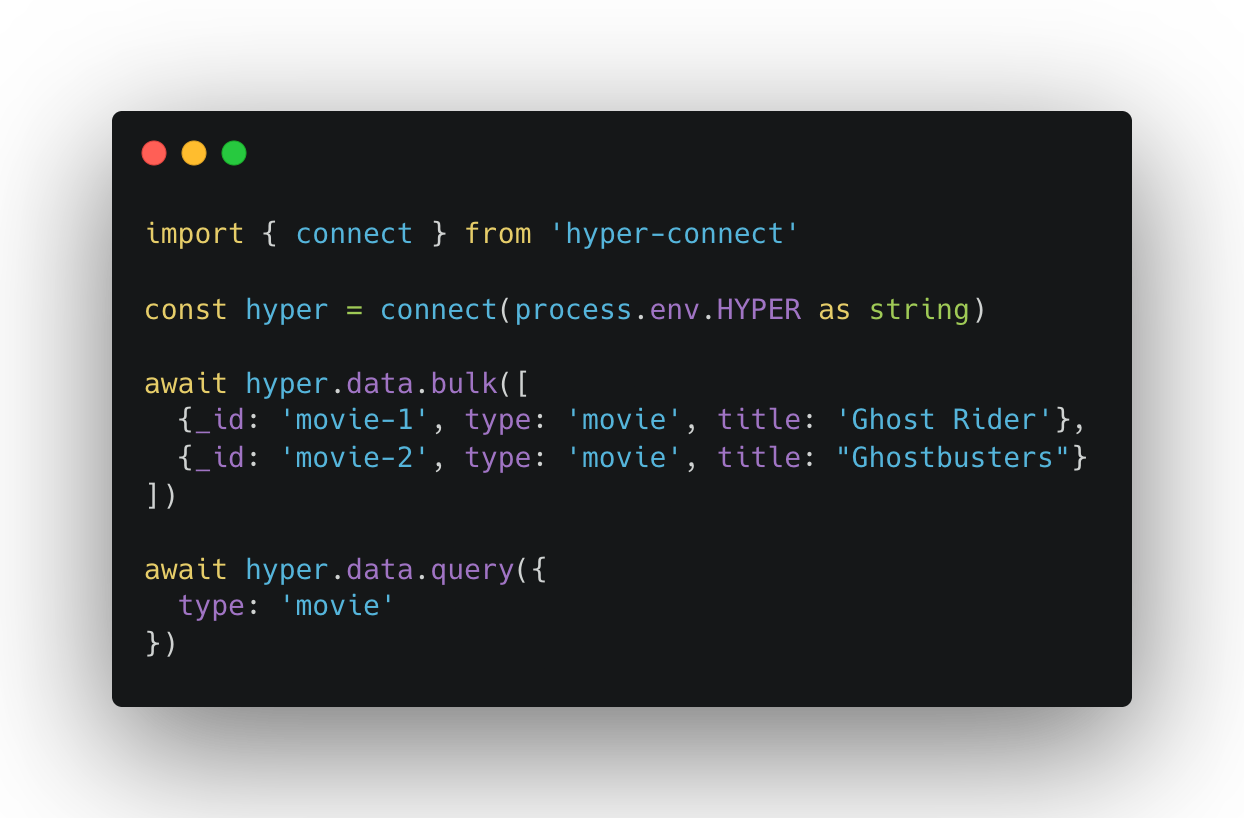 import { connect } from 'hyper-connect'
const hyper = connect(process.env.HYPER as string)
await hyper.data.bulk([
  {_id: 'movie-1', type: 'movie', title: 'Ghost Rider'},
  {_id: 'movie-2', type: 'movie', title: "Ghostbusters"}
])
await hyper.data.query({
  type: 'movie'
})